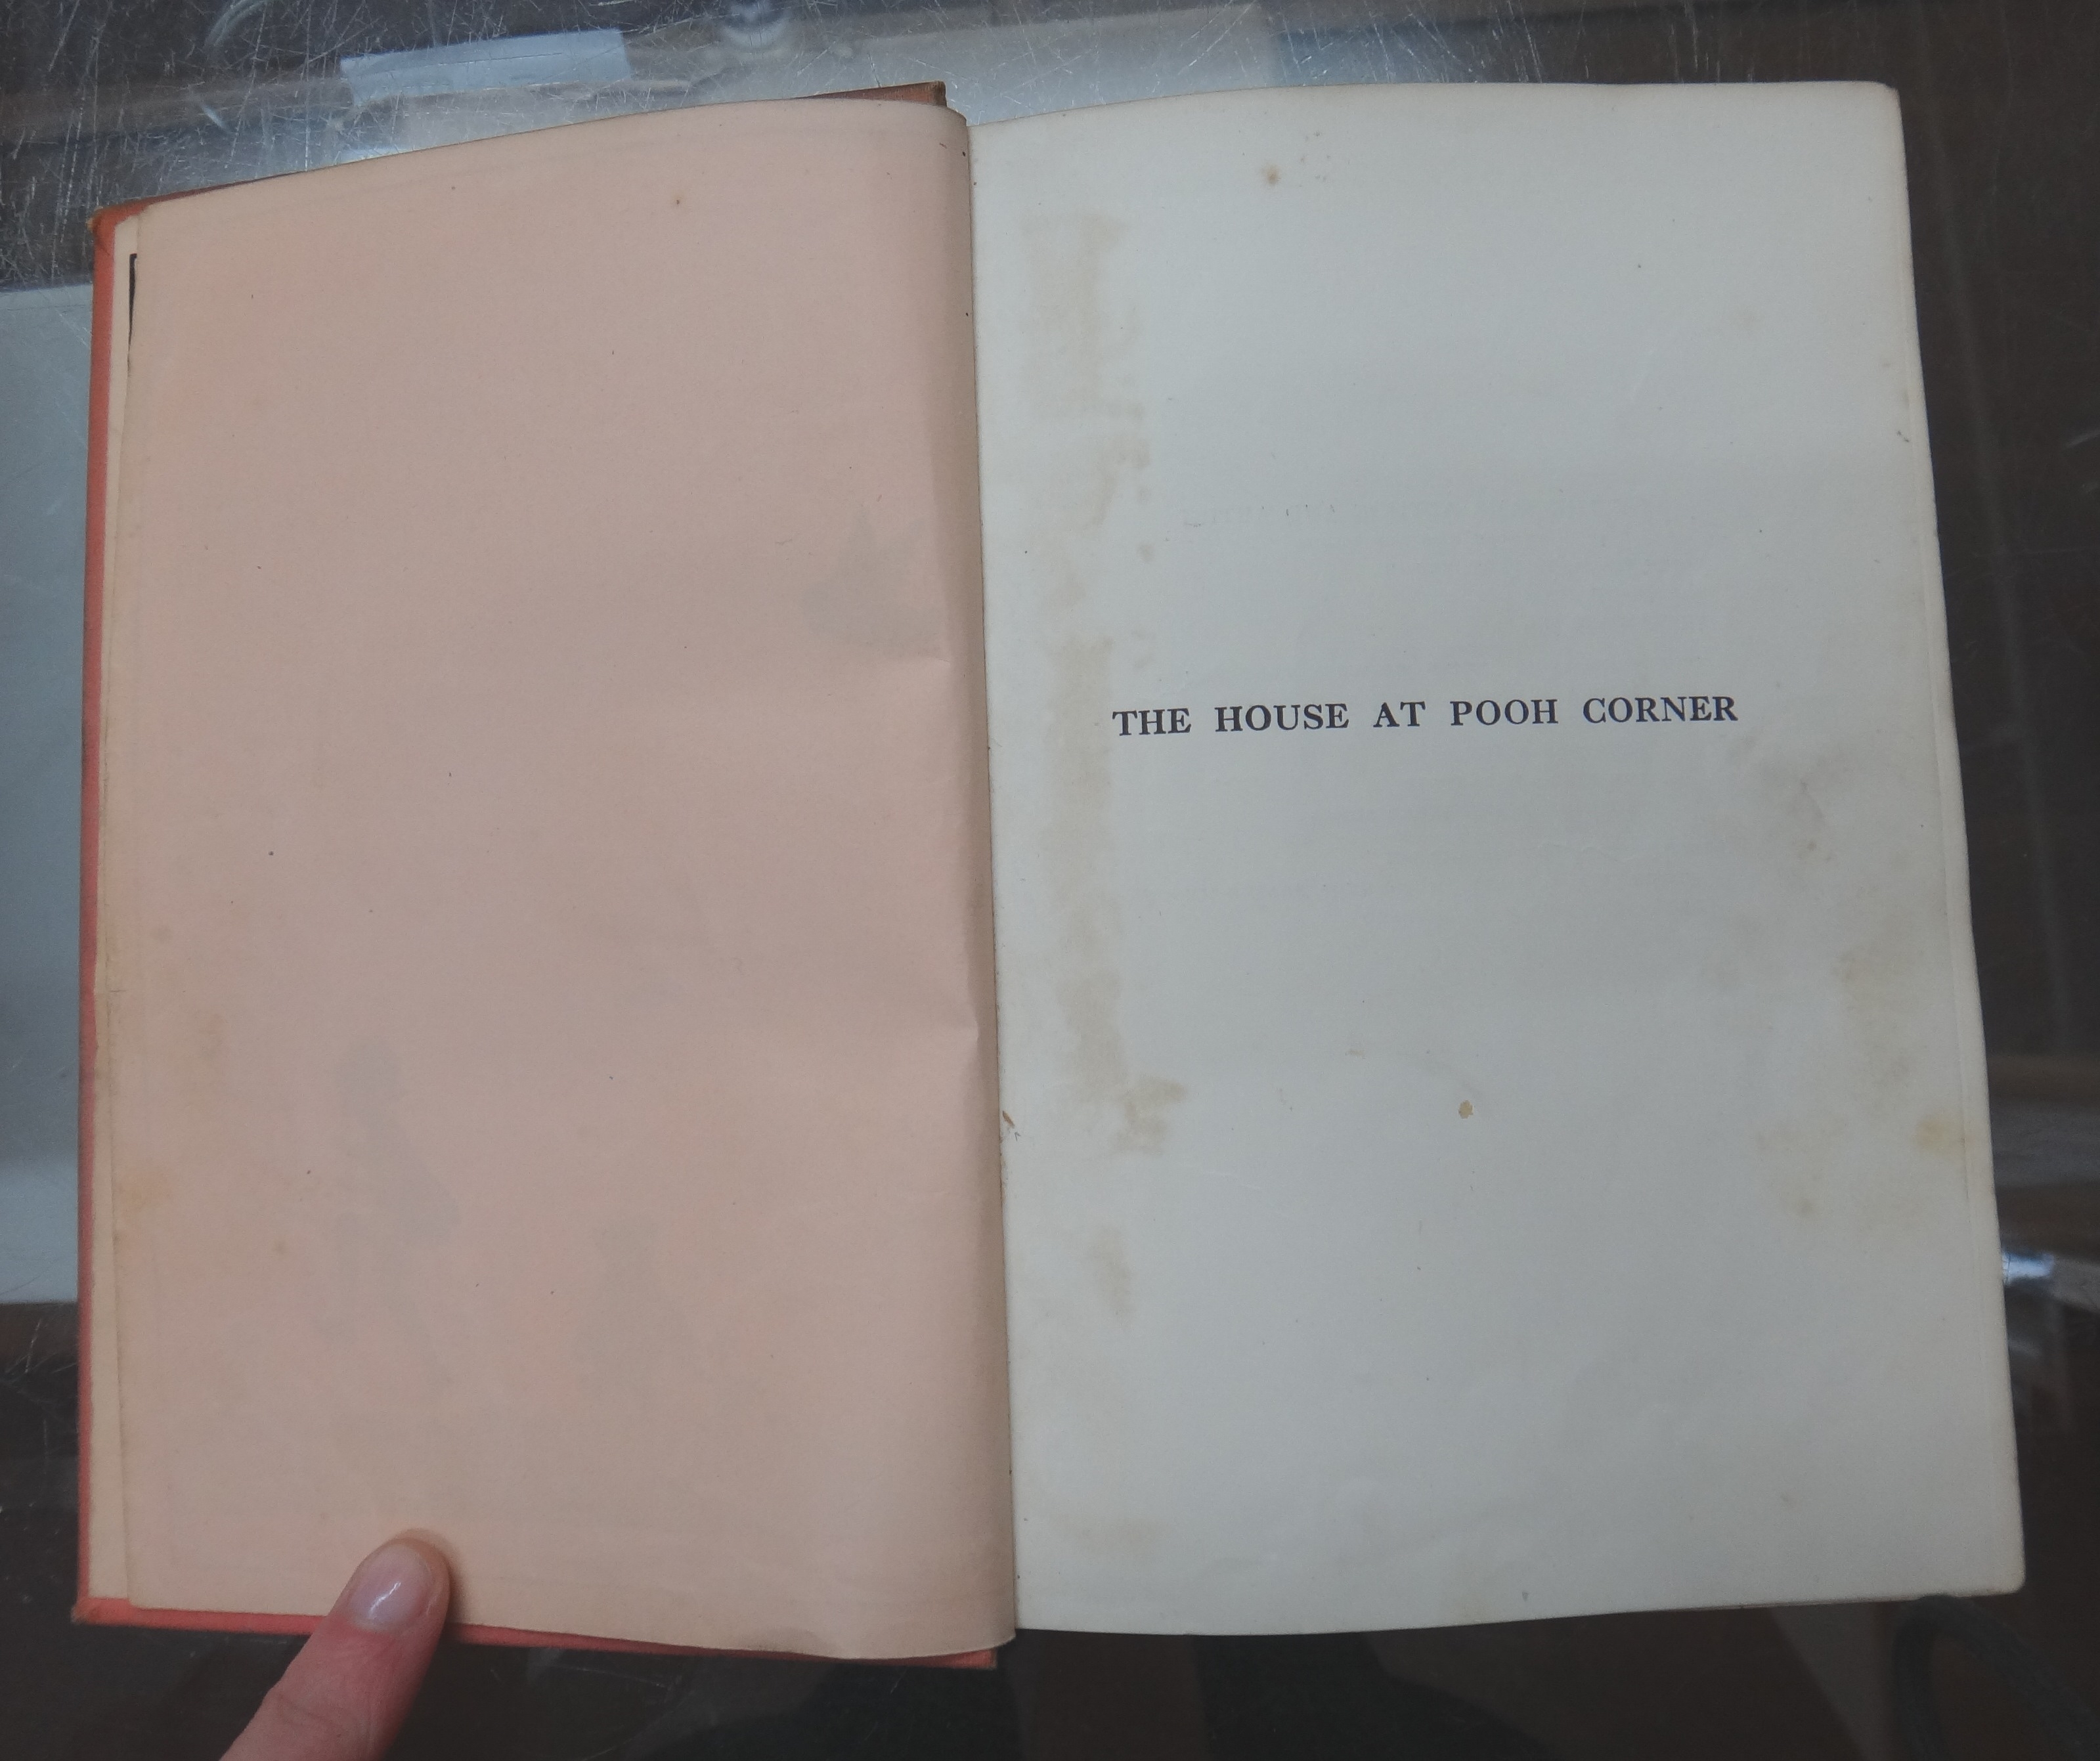 THE HOUSE AT POOH CORNER